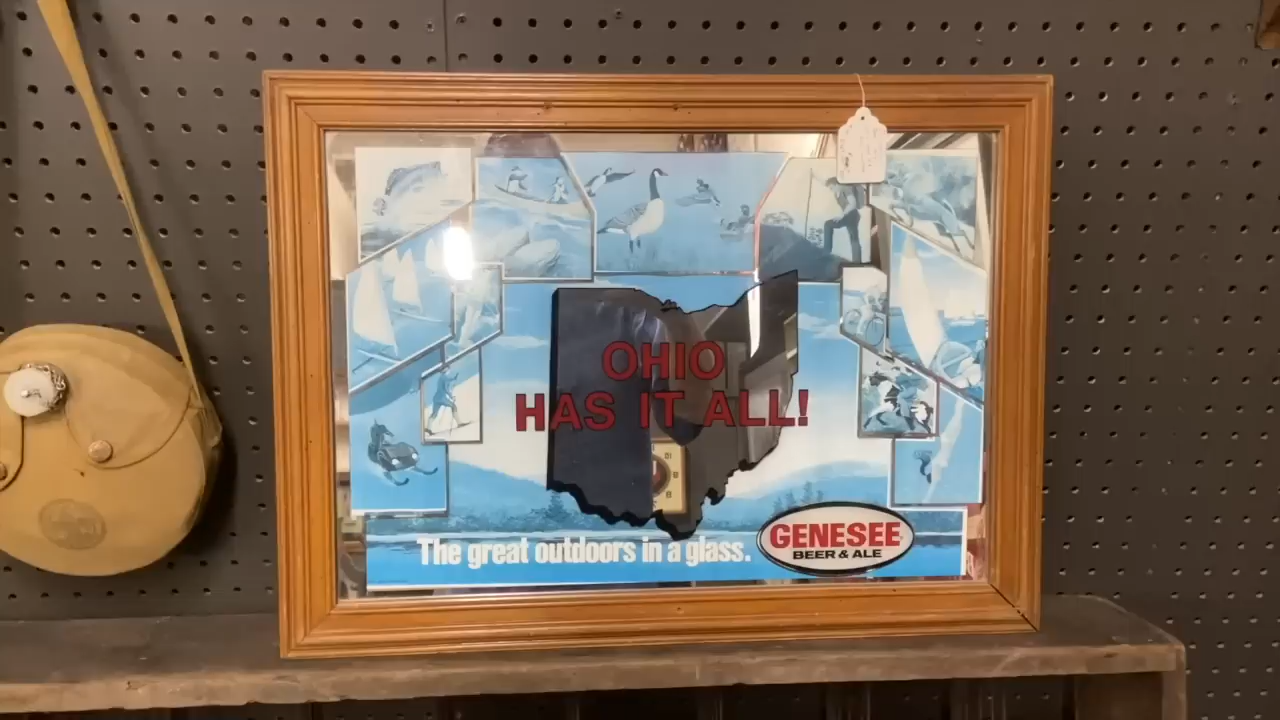 OHIO
HAS IT ALL!
The great outdoors in a glass.
GENESEE
BEER & ALE